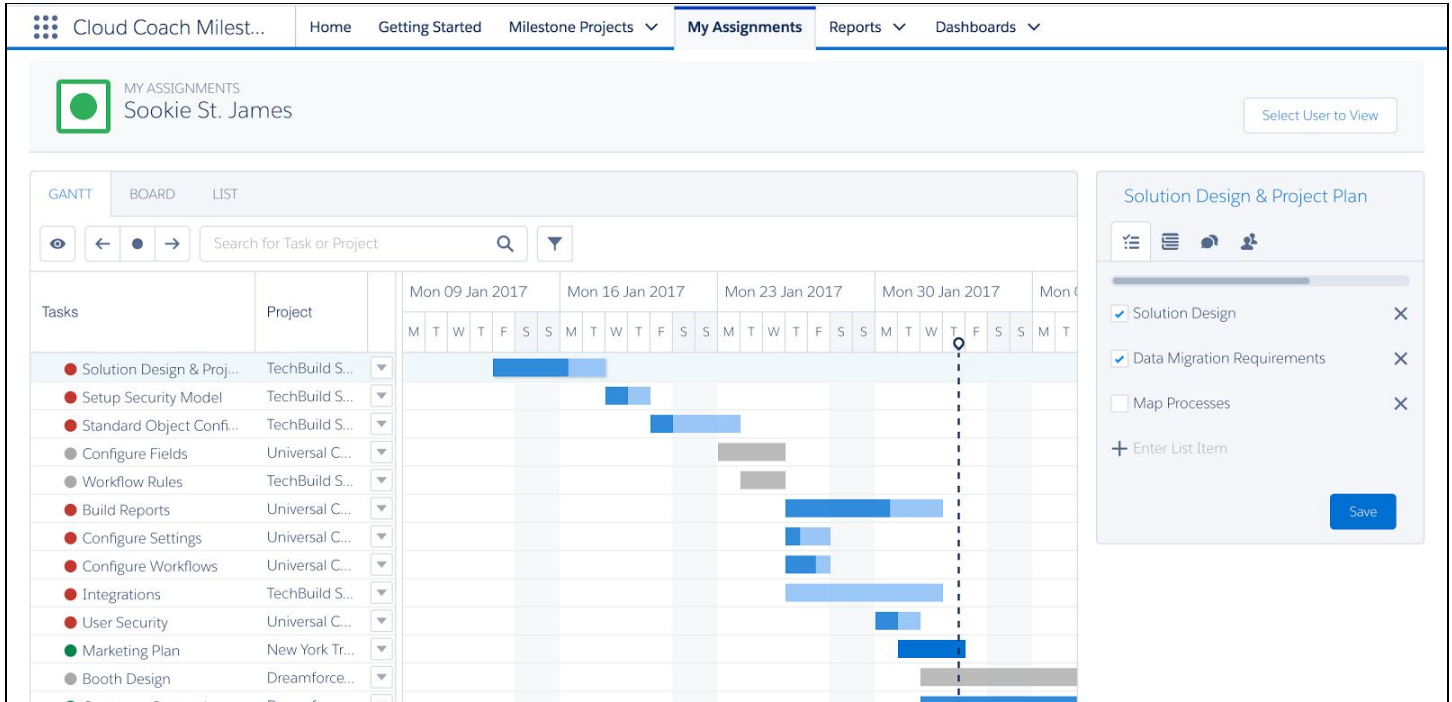 Cloud Coach Milest... Home Getting Started Milestone Projects My Assignments Reports Dashboards
MY ASSIGNMENTS
Sookie St. James
Select User to View
GANTT BOARD LIST
Search for Task or Project
Tasks Project
Mon 09 Jan 2017 Mon 16 Jan 2017 Mon 23 Jan 2017 Mon 30 Jan 2017 Mon
M T W T F S S M T W T F S S M T W T F S S M T W T F S S M T
Solution Design & Proj... TechBuild S...
Setup Security Model TechBuild S...
Standard Object Confi... TechBuild S...
Configure Fields Universal C...
Workflow Rules TechBuild S...
Build Reports Universal C...
Configure Settings Universal C...
Configure Workflows Universal C...
Integrations TechBuild S...
User Security Universal C...
Marketing Plan New York Tr...
Booth Design Dreamforce...
Solution Design & Project Plan
Solution Design
Data Migration Requirements
Map Processes
Enter List Item
Save